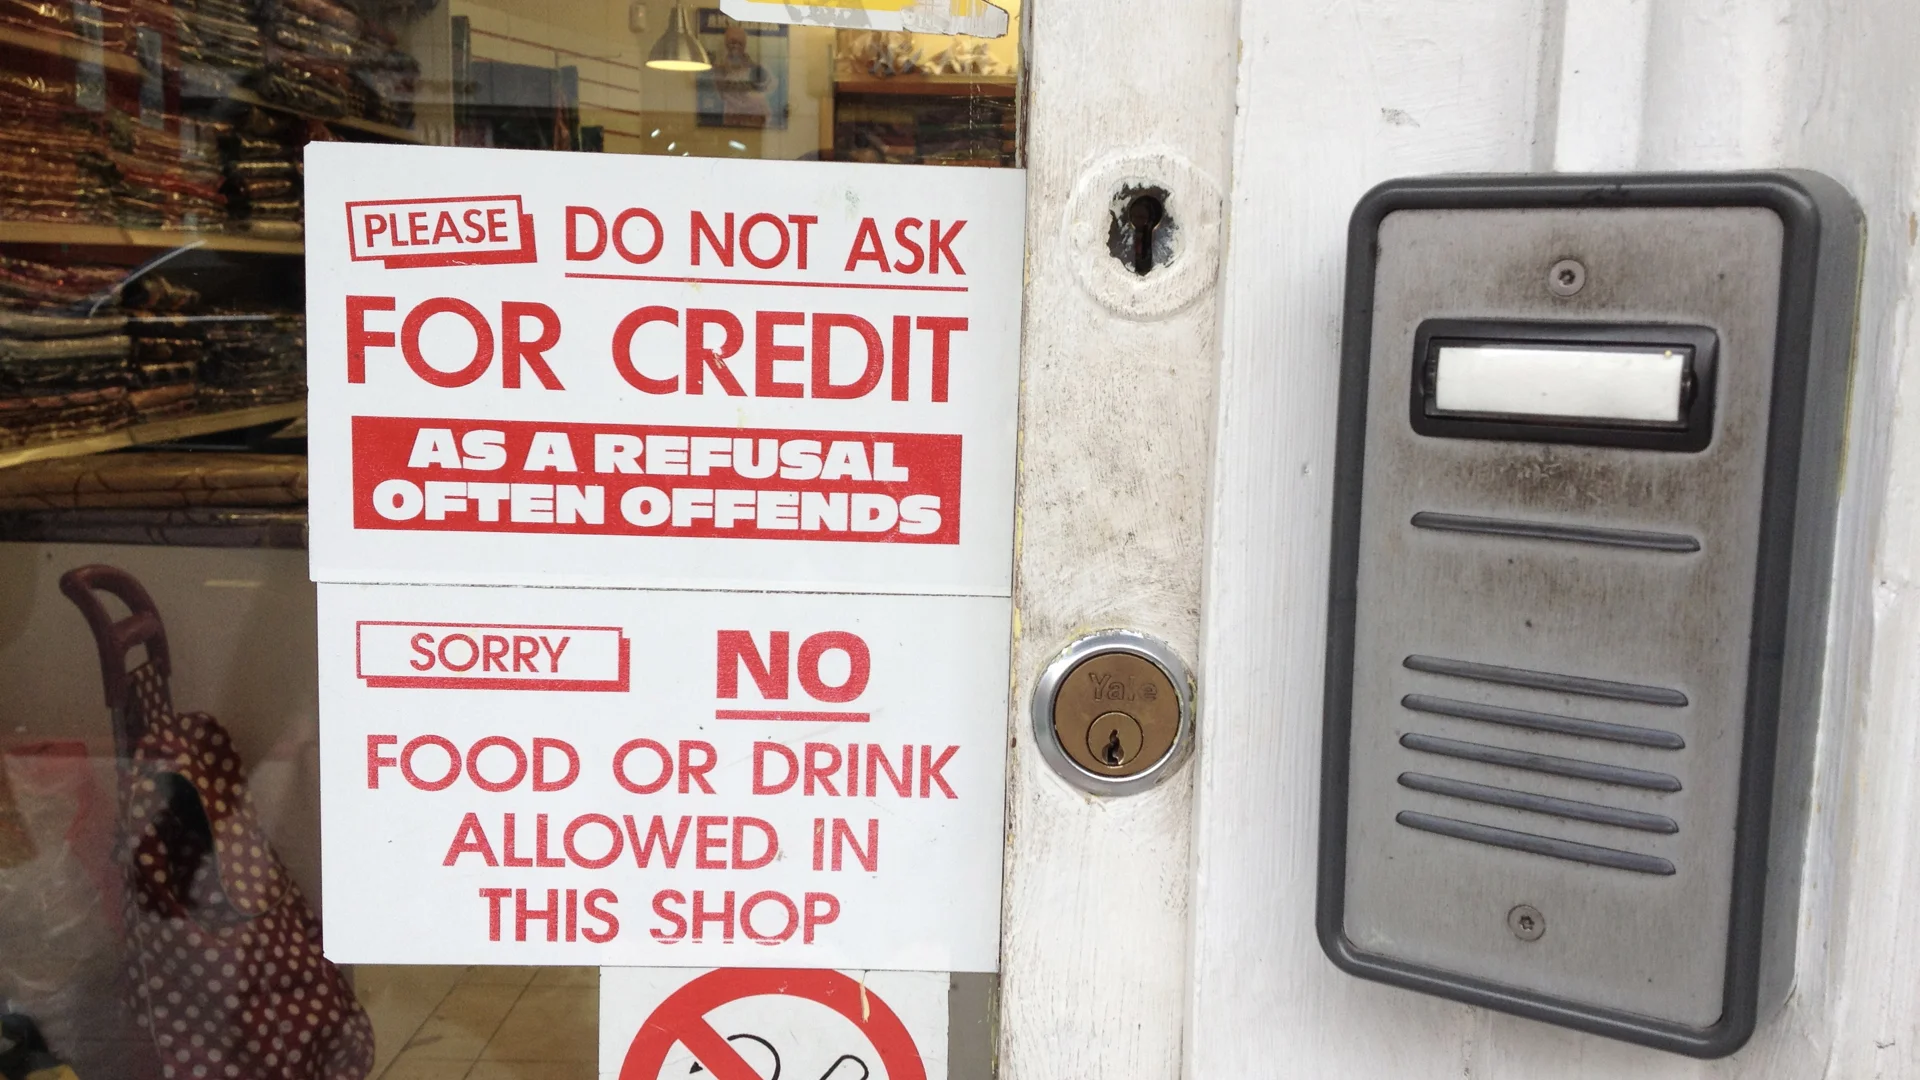 PLEASE DO NOT ASK
FOR CREDIT
AS A REFUSAL
OFTEN OFFENDS
SORRY NO
FOOD OR DRINK
ALLOWED IN
THIS SHOP
Yale